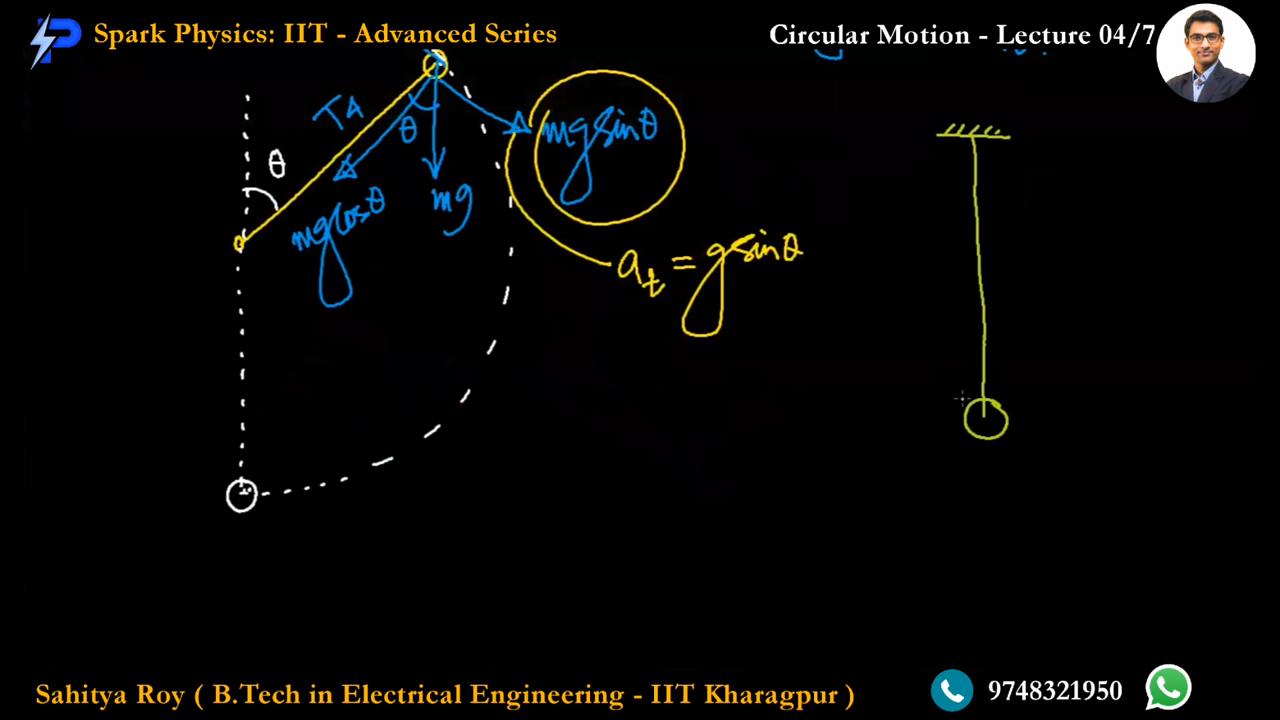 Spark Physics: IIT - Advanced Series
Circular Motion - Lecture 04/7
TA
θ
θ
mg sinθ
mg cosθ
mg
at = g sinθ
Sahitya Roy ( B.Tech in Electrical Engineering - IIT Kharagpur )
9748321950